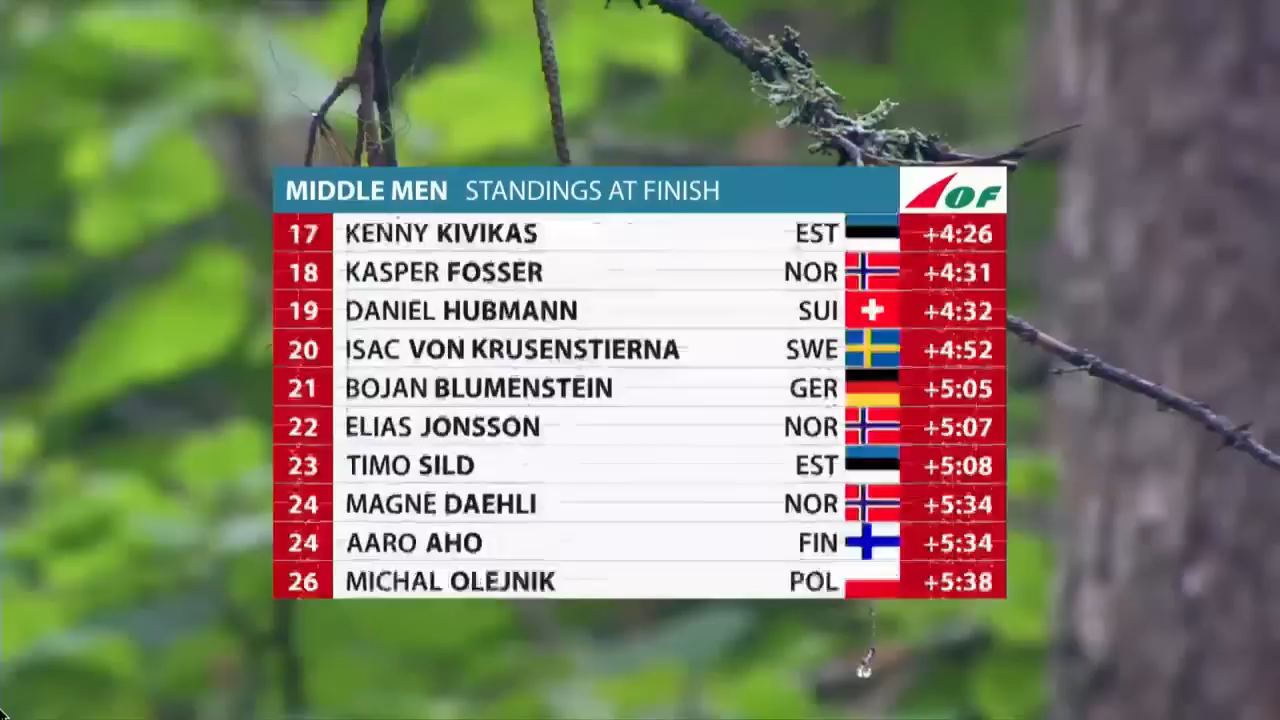 MIDDLE MEN STANDINGS AT FINISH IOF
17 KENNY KIVIKAS EST +4:26
18 KASPER FOSSER NOR +4:31
19 DANIEL HUBMANN SUI +4:32
20 ISAC VON KRUSENSTIERNA SWE +4:52
21 BOJAN BLUMENSTEIN GER +5:05
22 ELIAS JONSSON NOR +5:07
23 TIMO SILD EST +5:08
24 MAGNE DAEHLI NOR +5:34
24 AARO AHO FIN +5:34
26 MICHAL OLEJNIK POL +5:38